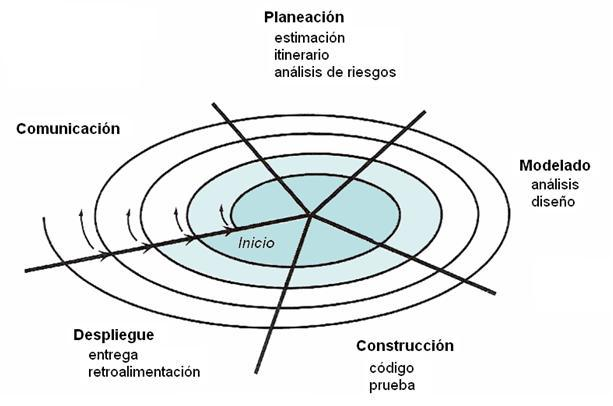 Planeación
estimación
itinerario
análisis de riesgos
Comunicación
Modelado
análisis
diseño
Inicio
Despliegue
entrega
retroalimentación
Construcción
código
prueba